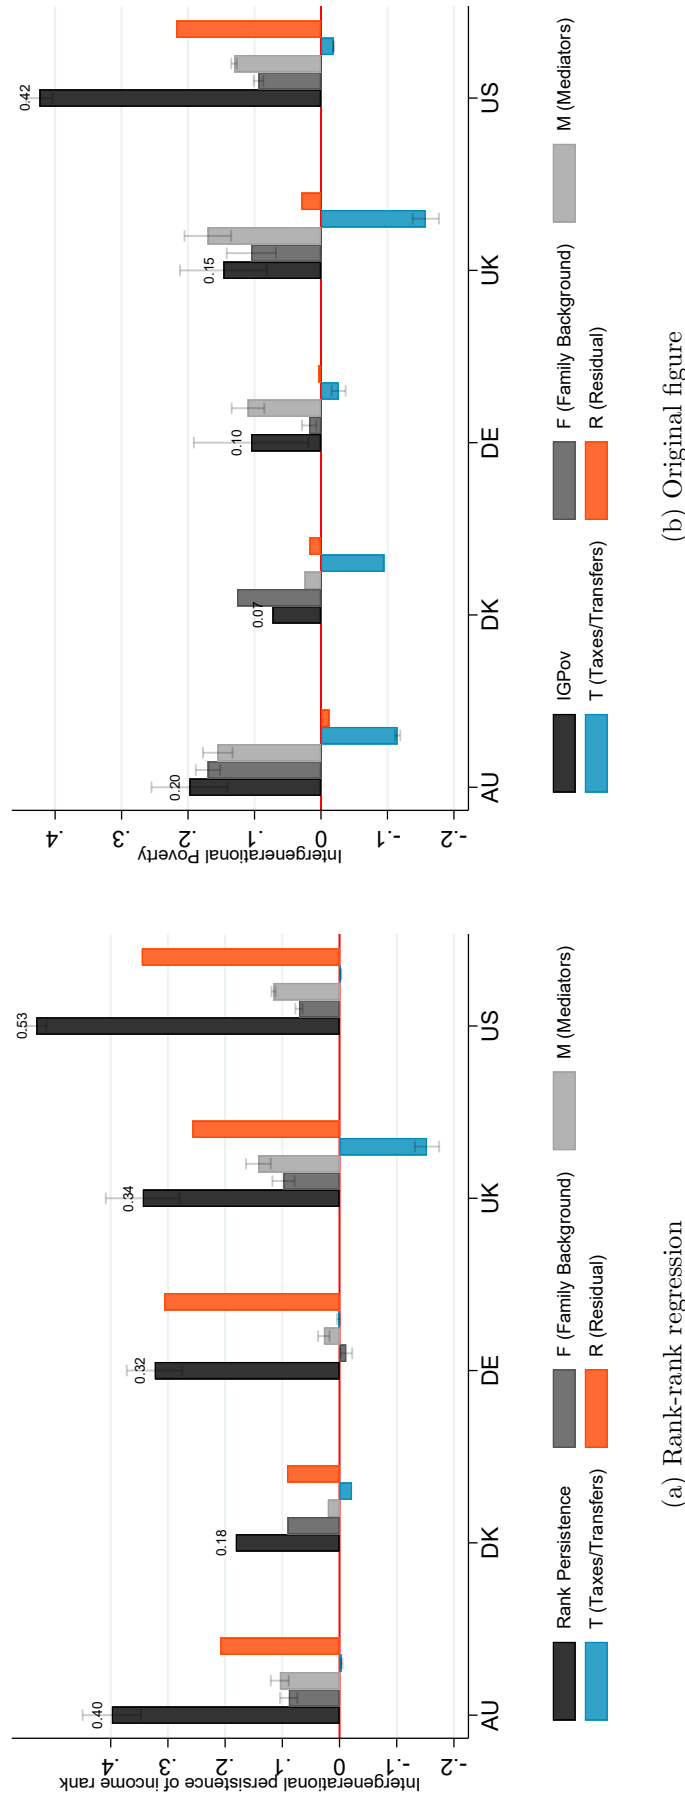 Intergenerational persistence of income rank
.4
.3
.2
.1
0
-.1
-.2
0.40
0.18
0.32
0.34
0.53
AU
DK
DE
UK
US
Rank Persistence
F (Family Background)
M (Mediators)
T (Taxes/Transfers)
R (Residual)
(a) Rank-rank regression
Intergenerational Poverty
.4
.3
.2
.1
0
-.1
-.2
0.20
0.07
0.10
0.15
0.42
AU
DK
DE
UK
US
IGPov
F (Family Background)
M (Mediators)
T (Taxes/Transfers)
R (Residual)
(b) Original figure